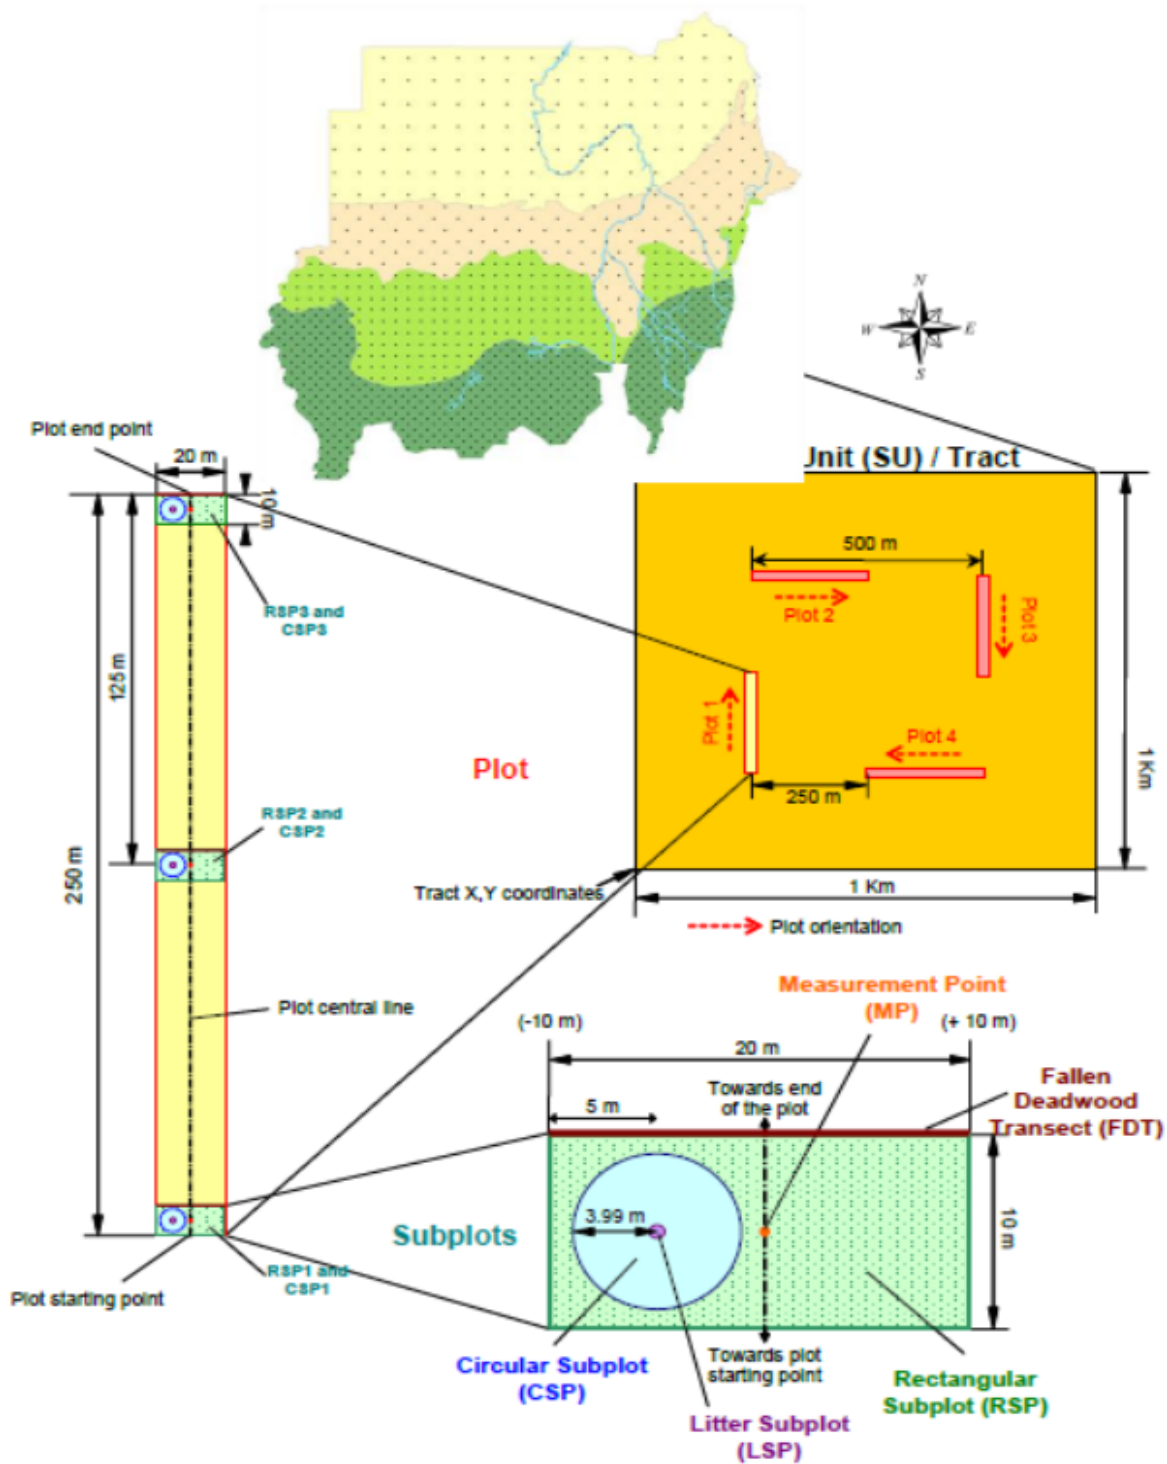 N
W
E
S
Plot end point
20 m
10 m
Unit (SU) / Tract
500 m
Plot 2
Plot 3
RSP3 and
CSP3
125 m
Plot 1
Plot 4
Plot
250 m
1 Km
RSP2 and
CSP2
250 m
Tract X,Y coordinates
1 Km
Plot orientation
Measurement Point
(MP)
Plot central line
(-10 m)
(+ 10 m)
20 m
Fallen
Deadwood
Transect (FDT)
Towards end
of the plot
5 m
3.99 m
10 m
Subplots
RSP1 and
CSP1
Plot starting point
Towards plot
starting point
Circular Subplot
(CSP)
Rectangular
Subplot (RSP)
Litter Subplot
(LSP)